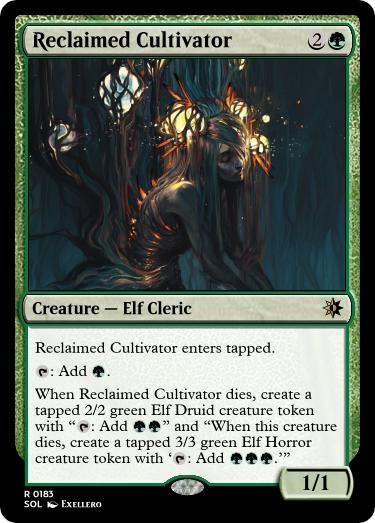 Reclaimed Cultivator 2
Creature — Elf Cleric
Reclaimed Cultivator enters tapped.
: Add .
When Reclaimed Cultivator dies, create a
tapped 2/2 green Elf Druid creature token
with “: Add ” and “When this creature
dies, create a tapped 3/3 green Elf Horror
creature token with ‘: Add .’”
1/1
R 0183
SOL Exellero